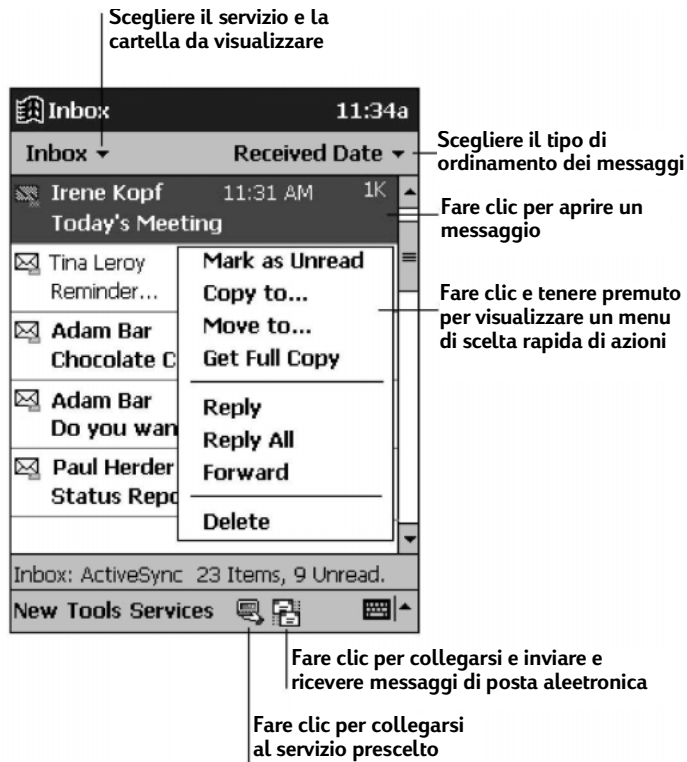 Scegliere il servizio e la
cartella da visualizzare
Inbox 11:34a
Inbox Received Date
Scegliere il tipo di
ordinamento dei messaggi
Irene Kopf 11:31 AM 1K
Today's Meeting
Fare clic per aprire un
messaggio
Tina Leroy
Reminder...
Adam Bar
Chocolate C
Adam Bar
Do you wan
Paul Herder
Status Repo
Mark as Unread
Copy to...
Move to...
Get Full Copy
Reply
Reply All
Forward
Delete
Fare clic e tenere premuto
per visualizzare un menu
di scelta rapida di azioni
Inbox: ActiveSync 23 Items, 9 Unread.
New Tools Services
Fare clic per collegarsi e inviare e
ricevere messaggi di posta aleetronica
Fare clic per collegarsi
al servizio prescelto